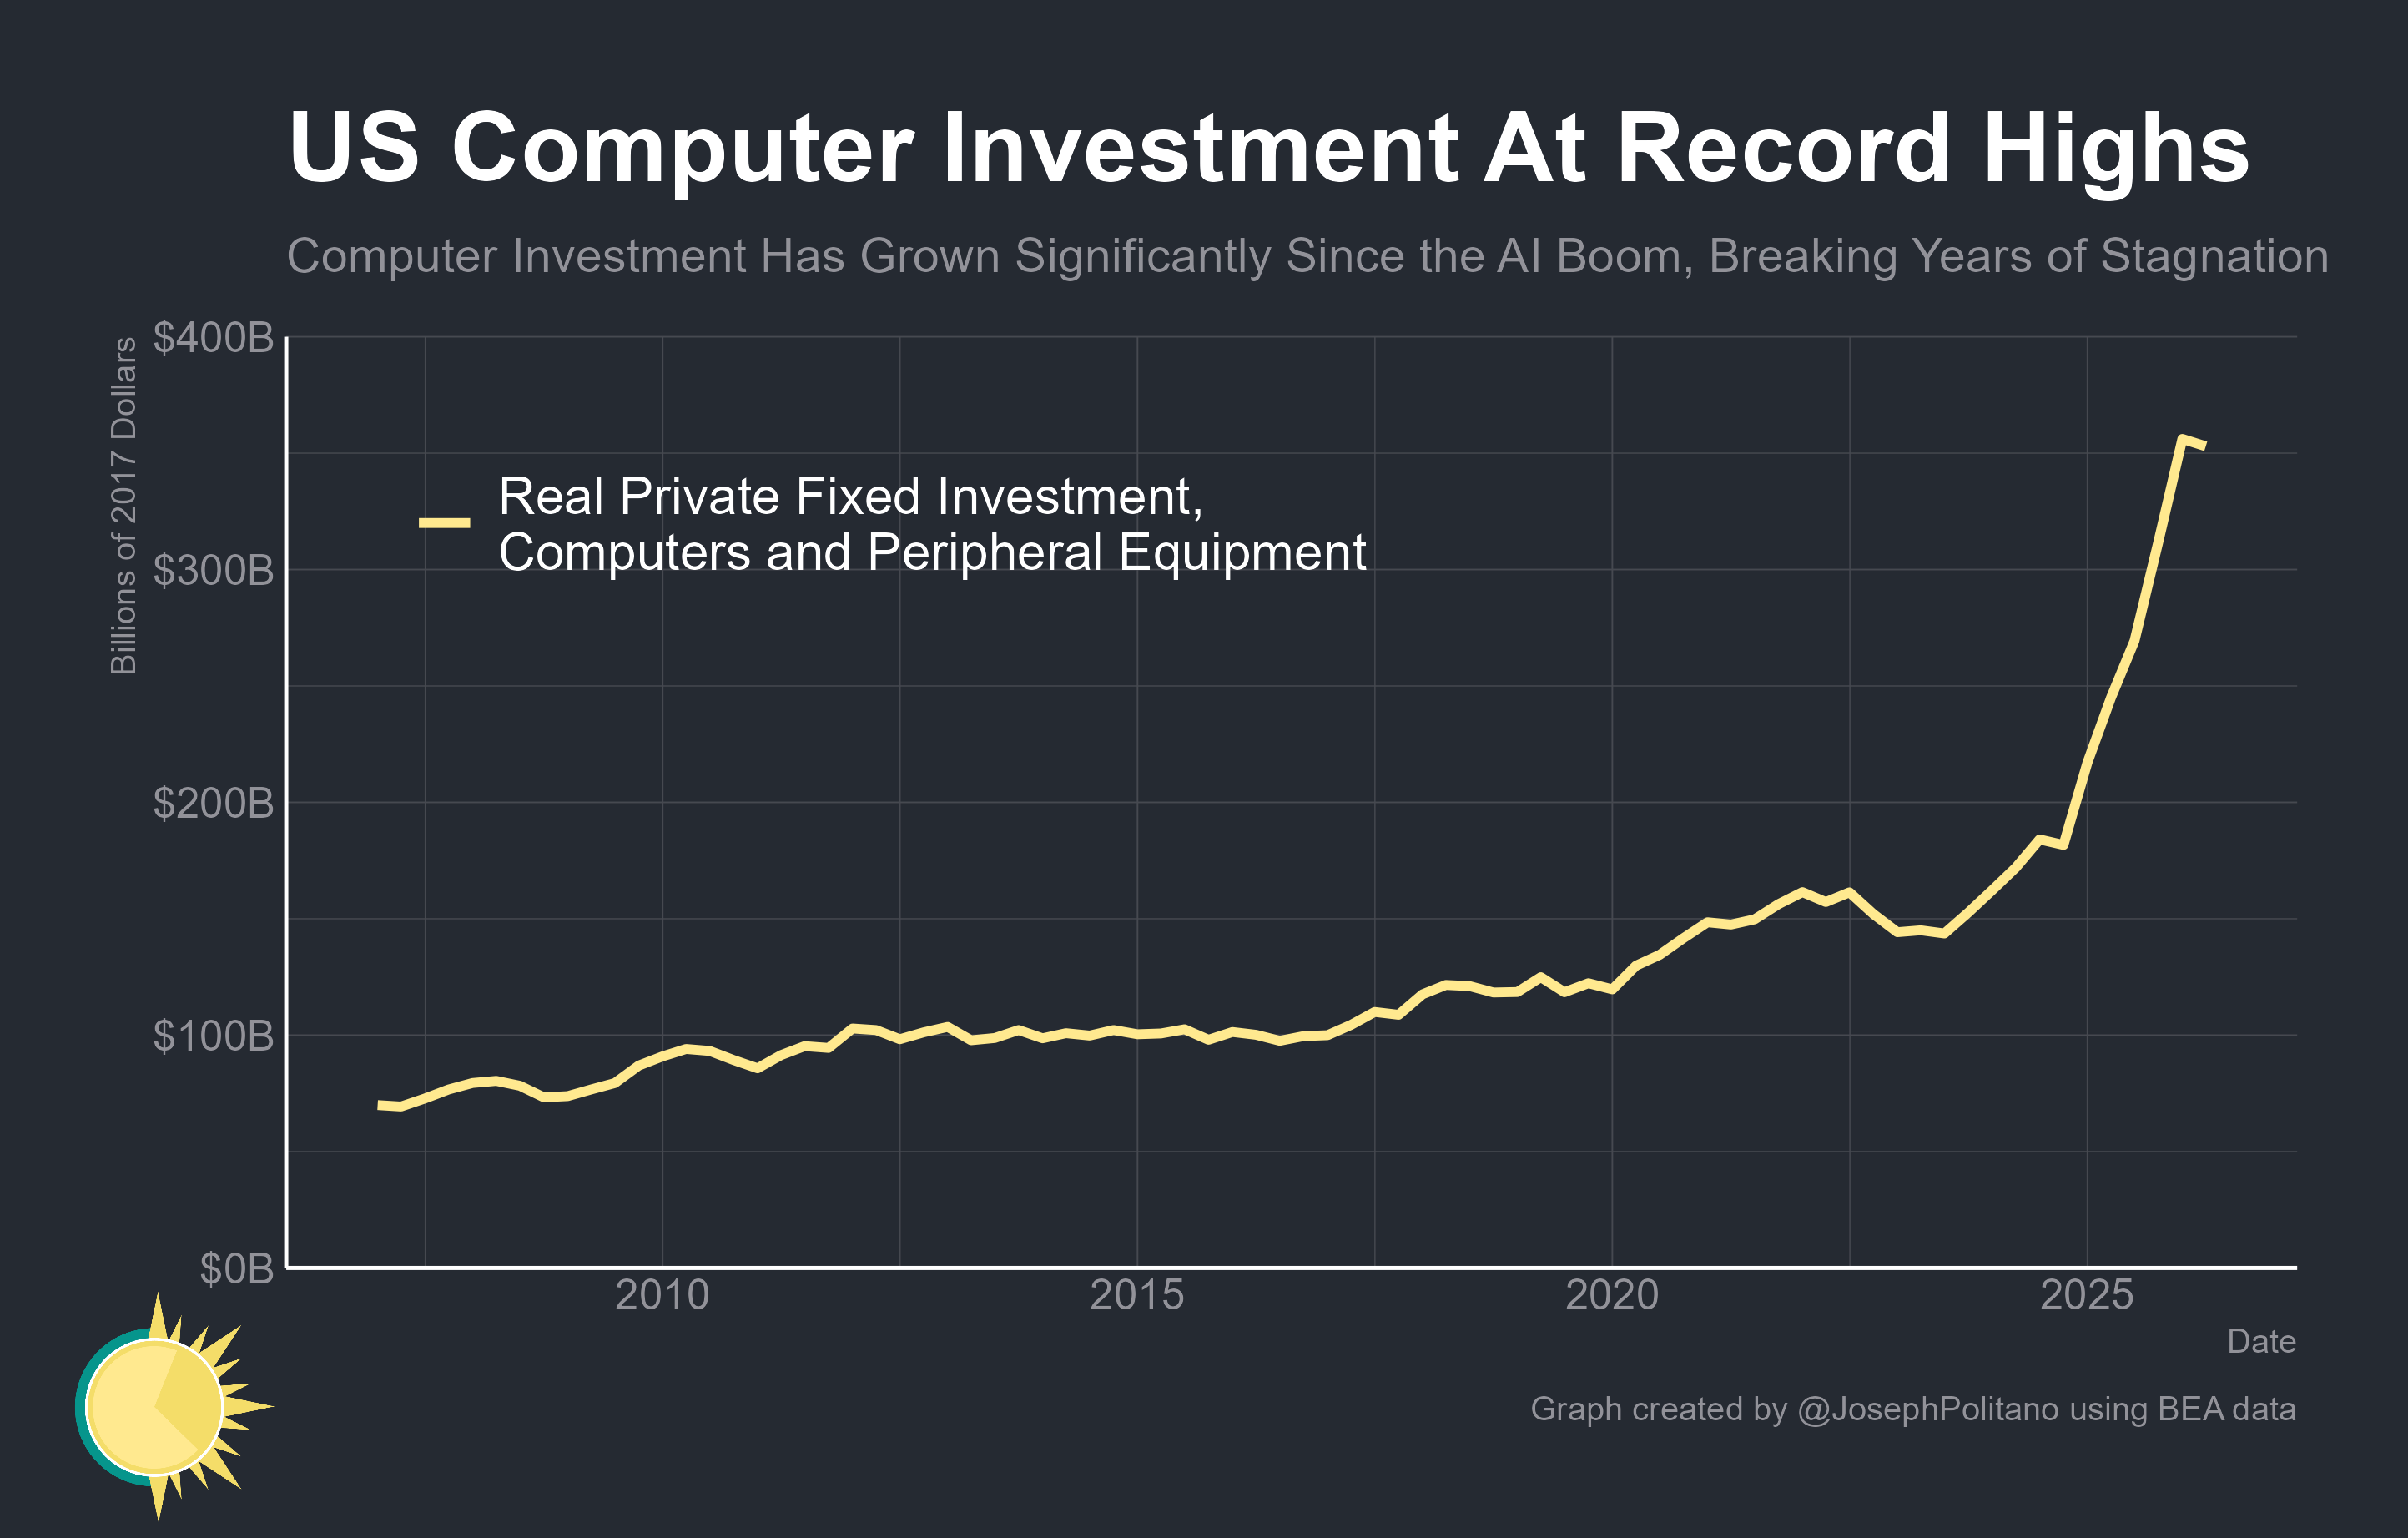 US Computer Investment At Record Highs
Computer Investment Has Grown Significantly Since the AI Boom, Breaking Years of Stagnation
Billions of 2017 Dollars
$400B
$300B
$200B
$100B
$0B
Real Private Fixed Investment,
Computers and Peripheral Equipment
2010
2015
2020
2025
Date
Graph created by @JosephPolitano using BEA data